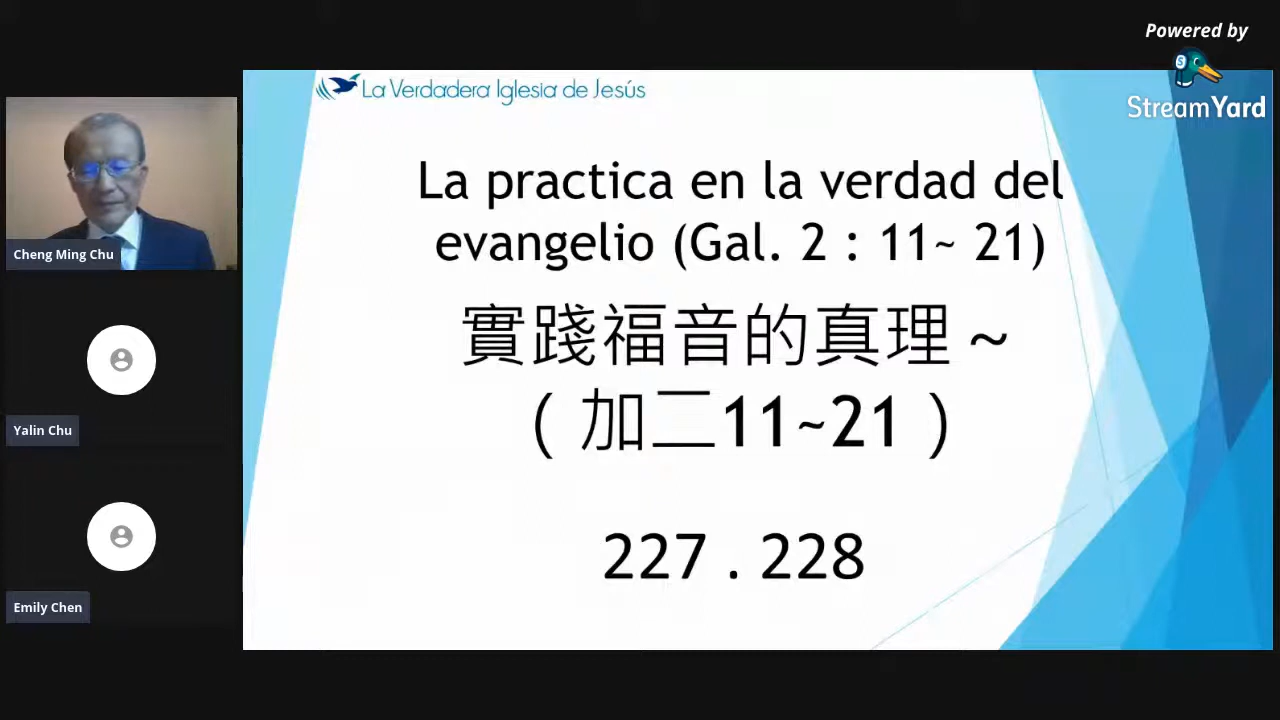 Powered by
StreamYard
La Verdadera Iglesia de Jesús
La practica en la verdad del
evangelio (Gal. 2 : 11~ 21)
實踐福音的真理~
( 加二11~21 )
227 . 228
Cheng Ming Chu
Yalin Chu
Emily Chen